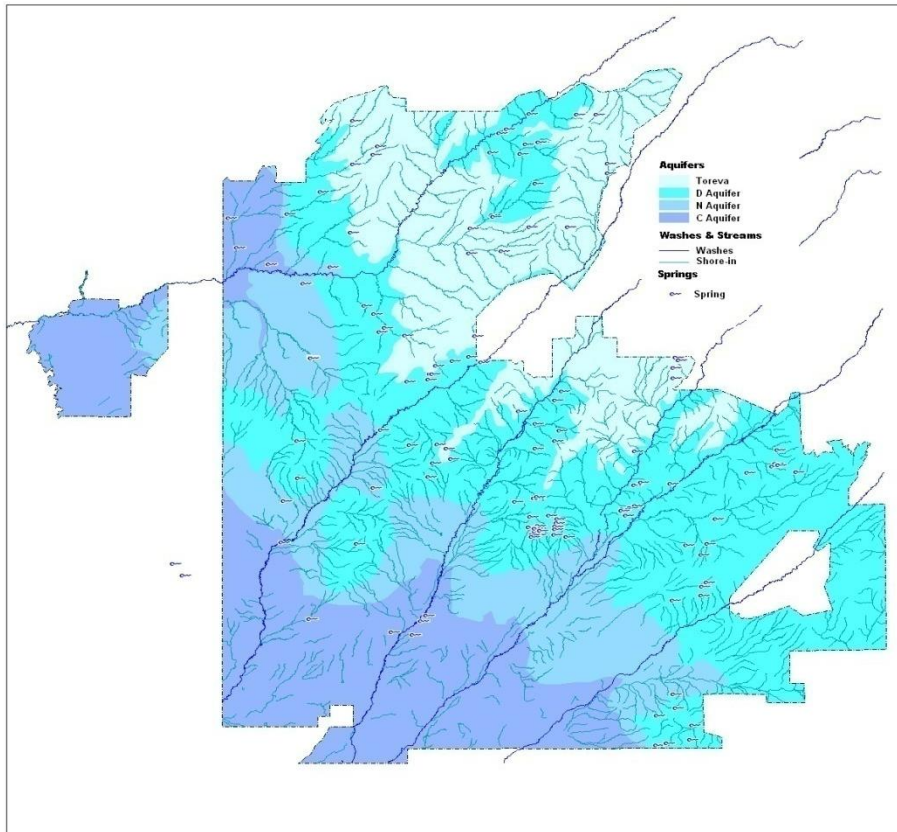 Aquifers
Toreva
D Aquifer
N Aquifer
C Aquifer
Washes & Streams
Washes
Shore-in
Springs
Spring